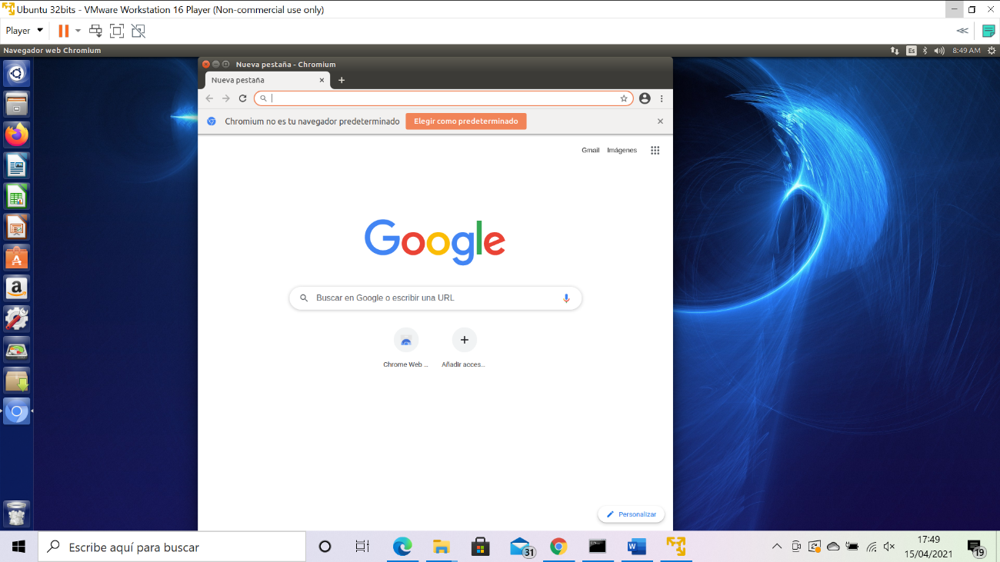 Ubuntu 32bits - VMware Workstation 16 Player (Non-commercial use only)
Player
Navegador web Chromium
Es
8:49 AM
Nueva pestaña - Chromium
Nueva pestaña
Chromium no es tu navegador predeterminado
Elegir como predeterminado
Gmail
Imágenes
Google
Buscar en Google o escribir una URL
Chrome Web ...
Añadir acces...
Personalizar
Escribe aquí para buscar
31
17:49
15/04/2021
19